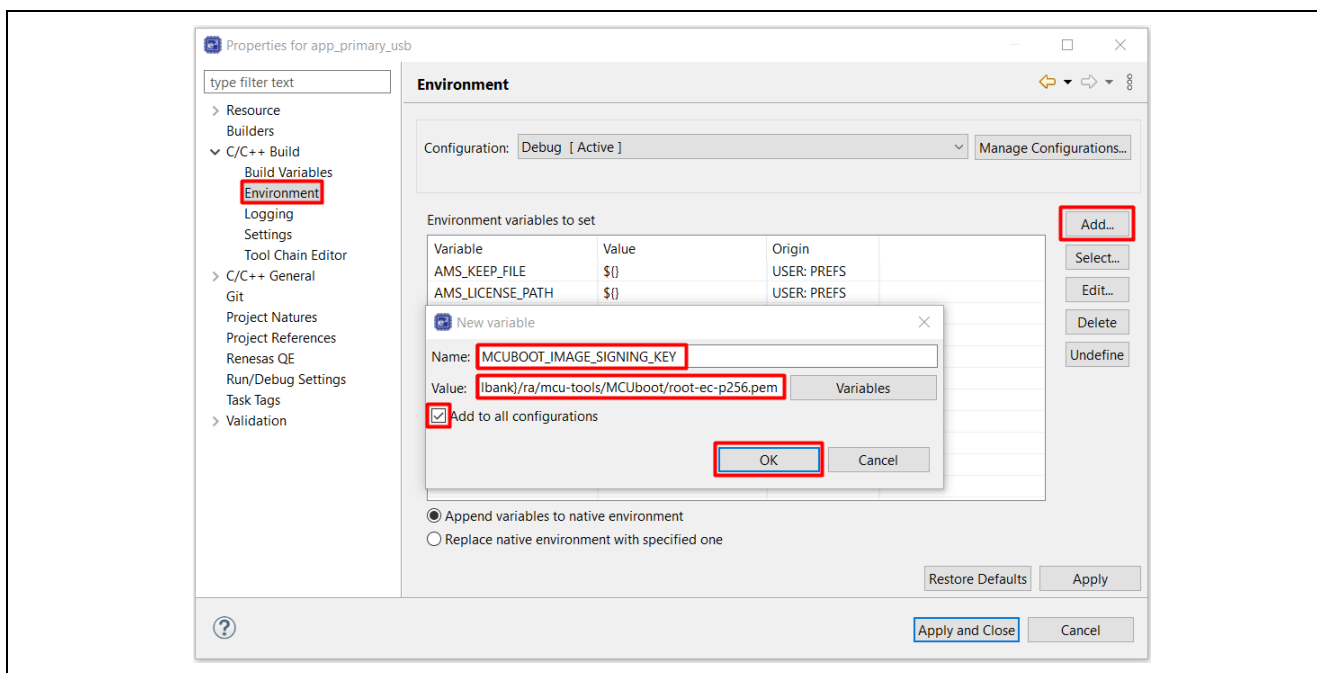 Properties for app_primary_usb
type filter text
Resource
Builders
C/C++ Build
Build Variables
Environment
Logging
Settings
Tool Chain Editor
C/C++ General
Git
Project Natures
Project References
Renesas QE
Run/Debug Settings
Task Tags
Validation
Environment
Configuration: Debug [ Active ] Manage Configurations...
Environment variables to set
Variable Value Origin
AMS_KEEP_FILE ${} USER: PREFS
AMS_LICENSE_PATH ${} USER: PREFS
Add...
Select...
Edit...
Delete
Undefine
New variable
Name: MCUBOOT_IMAGE_SIGNING_KEY
Value: lbank}/ra/mcu-tools/MCUboot/root-ec-p256.pem Variables
Add to all configurations
OK Cancel
Append variables to native environment
Replace native environment with specified one
Restore Defaults Apply
? Apply and Close Cancel